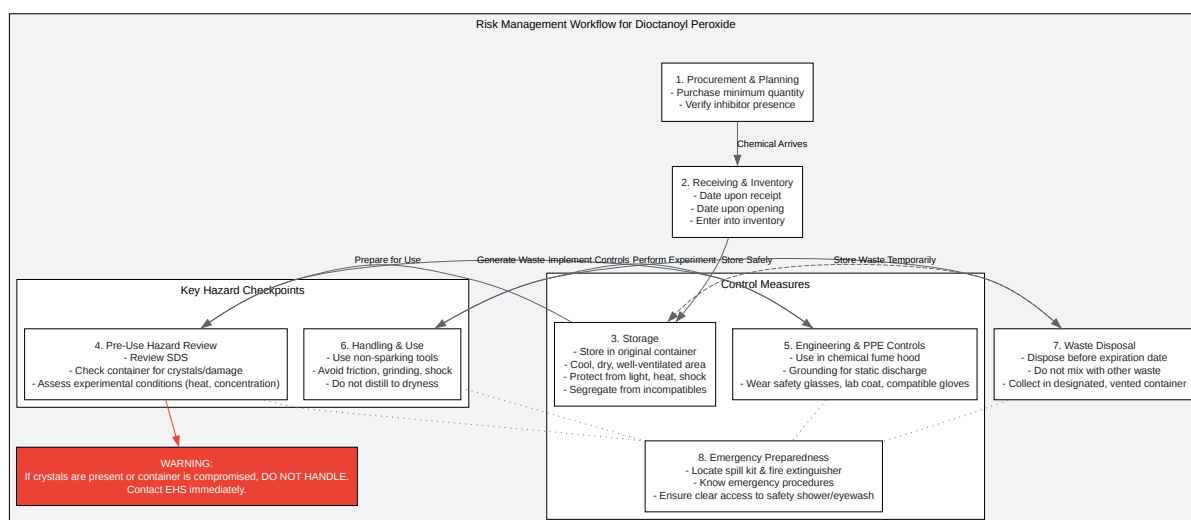 Risk Management Workflow for Dioctanoyl Peroxide
1. Procurement & Planning
- Purchase minimum quantity
- Verify inhibitor presence
Chemical Arrives
2. Receiving & Inventory
- Date upon receipt
- Date upon opening
- Enter into inventory
Prepare for Use
Generate Waste
Implement Controls
Perform Experiment
Store Safely
Store Waste Temporarily
Key Hazard Checkpoints
Control Measures
4. Pre-Use Hazard Review
- Review SDS
- Check container for crystals/damage
- Assess experimental conditions (heat, concentration)
6. Handling & Use
- Use non-sparking tools
- Avoid friction, grinding, shock
- Do not distill to dryness
3. Storage
- Store in original container
- Cool, dry, well-ventilated area
- Protect from light, heat, shock
- Segregate from incompatibles
5. Engineering & PPE Controls
- Use in chemical fume hood
- Grounding for static discharge
- Wear safety glasses, lab coat, compatible gloves
7. Waste Disposal
- Dispose before expiration date
- Do not mix with other waste
- Collect in designated, vented container
WARNING:
If crystals are present or container is compromised, DO NOT HANDLE.
Contact EHS immediately.
8. Emergency Preparedness
- Locate spill kit & fire extinguisher
- Know emergency procedures
- Ensure clear access to safety shower/eyewash